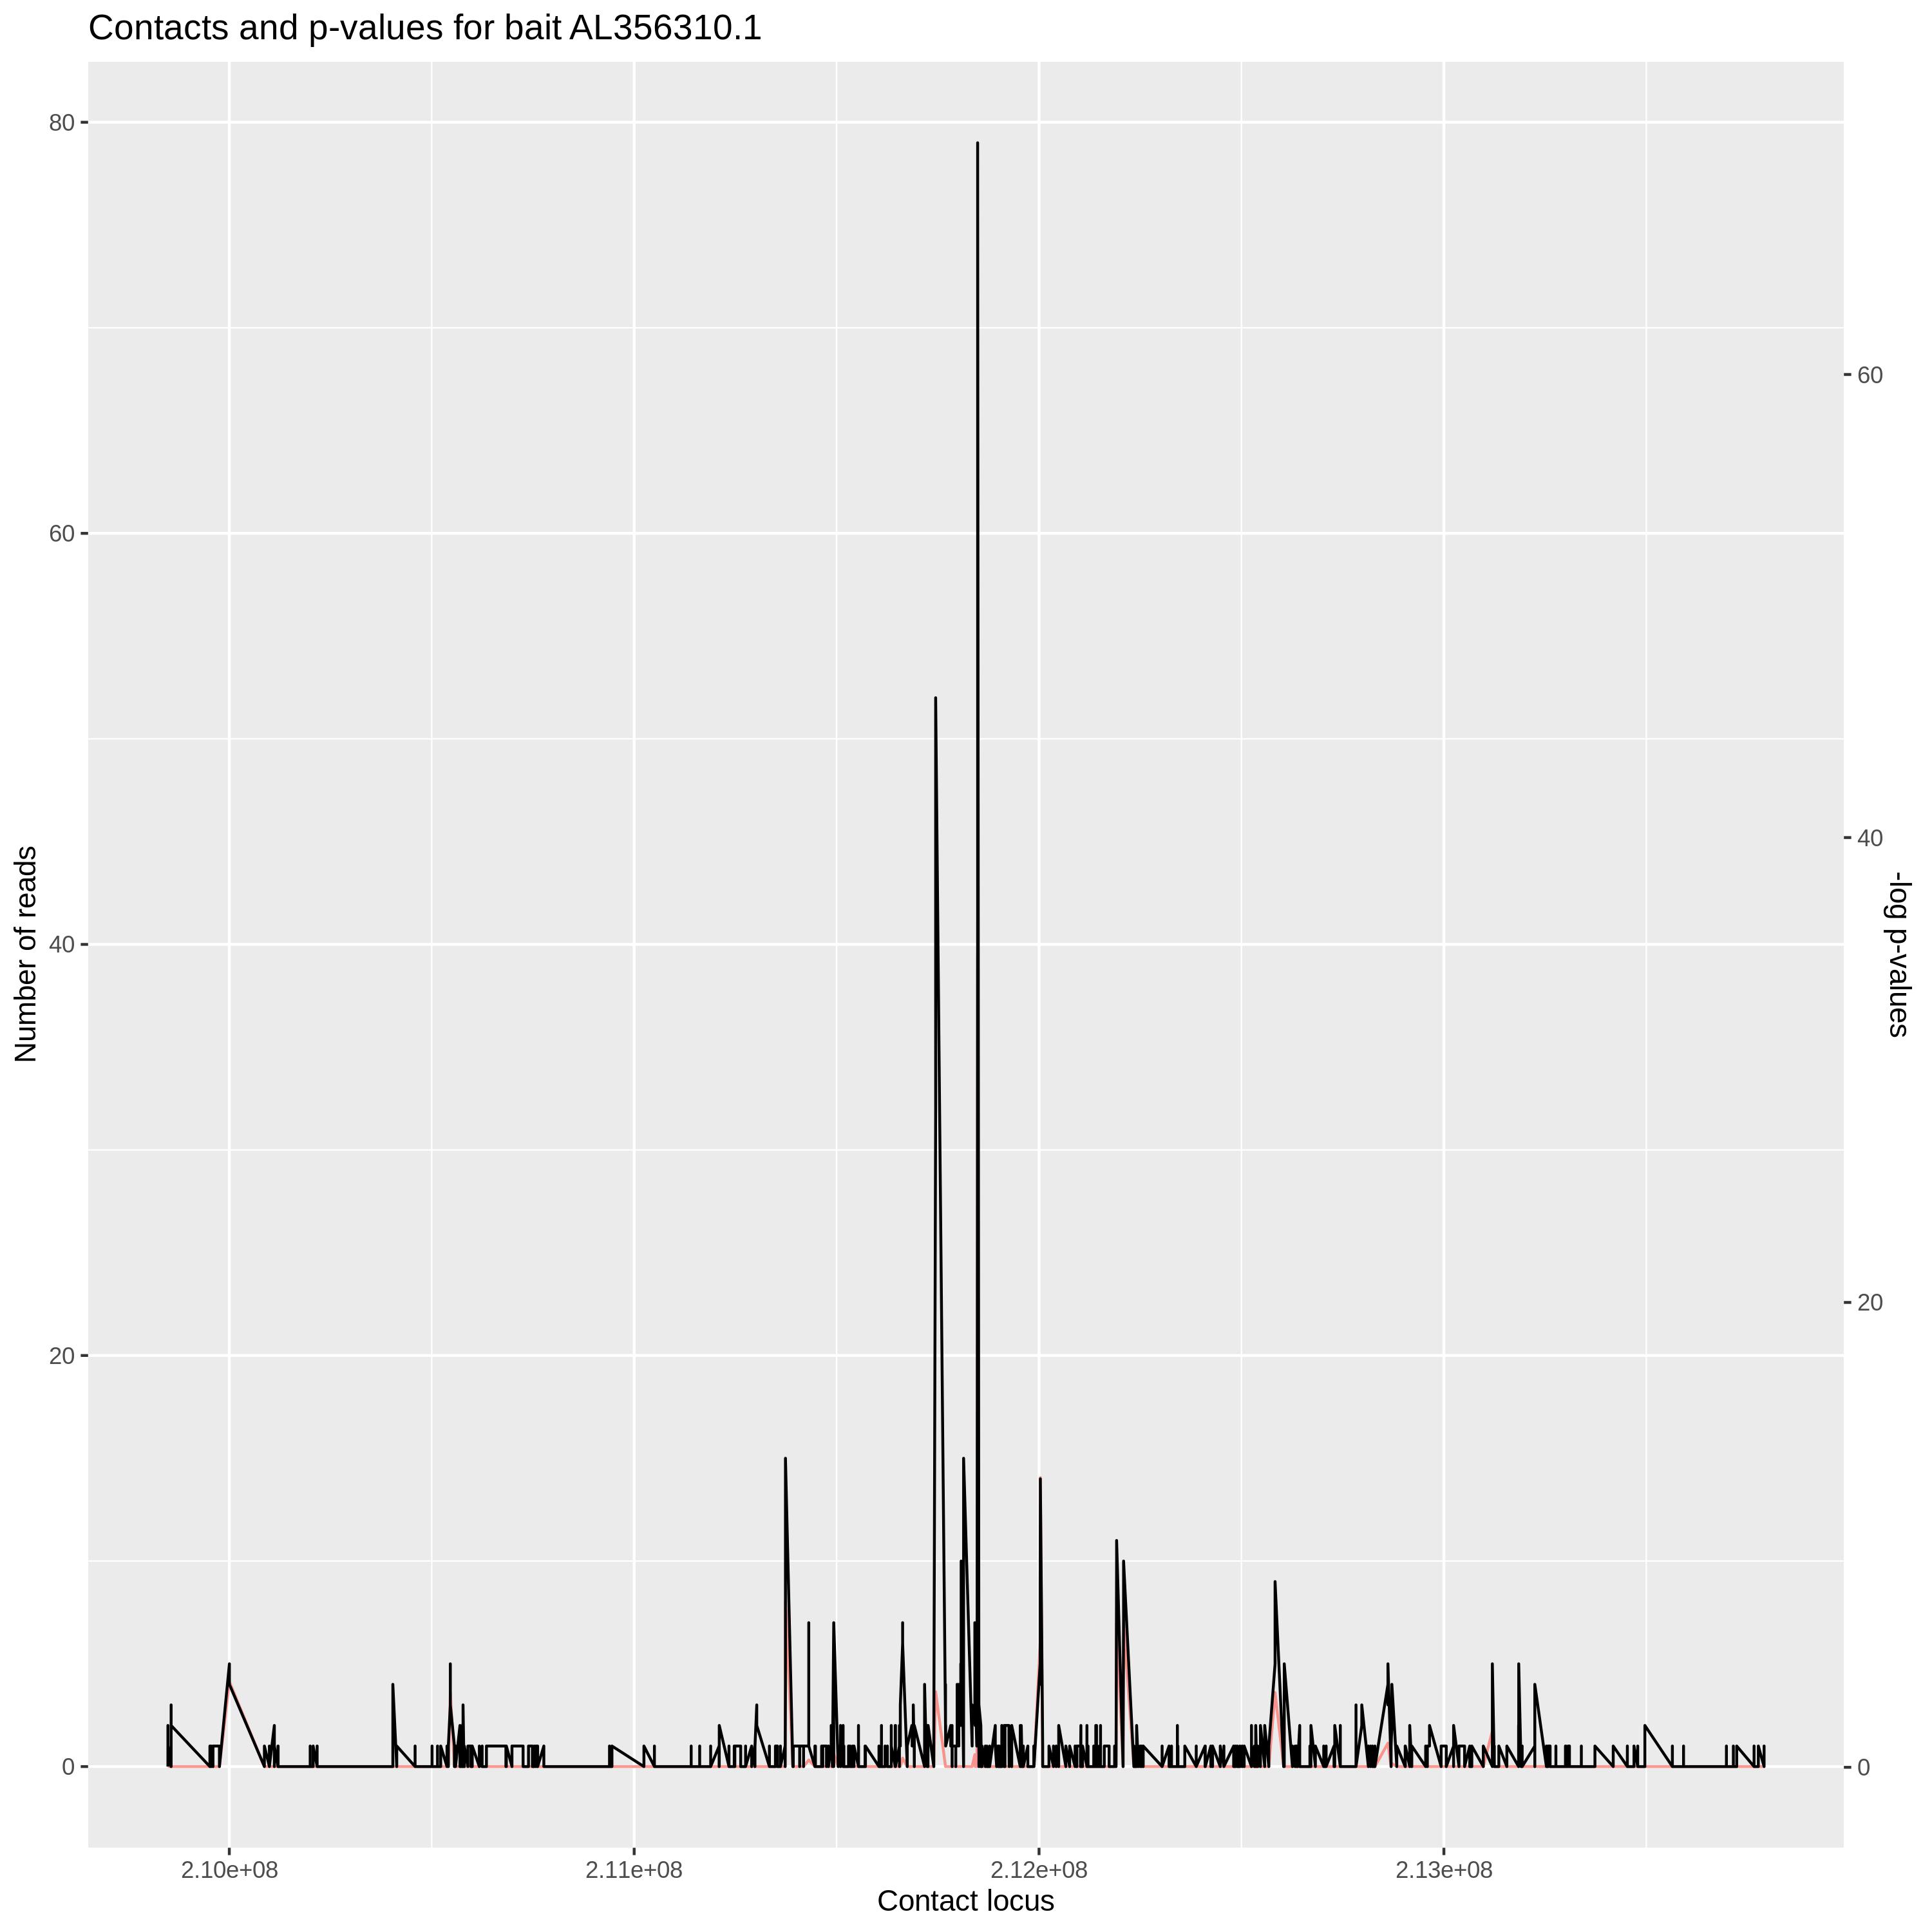 Contacts and p-values for bait AL356310.1
80
60
40
20
0
Number of reads
60
40
20
0
-log p-values
2.10e+08
2.11e+08
2.12e+08
2.13e+08
Contact locus